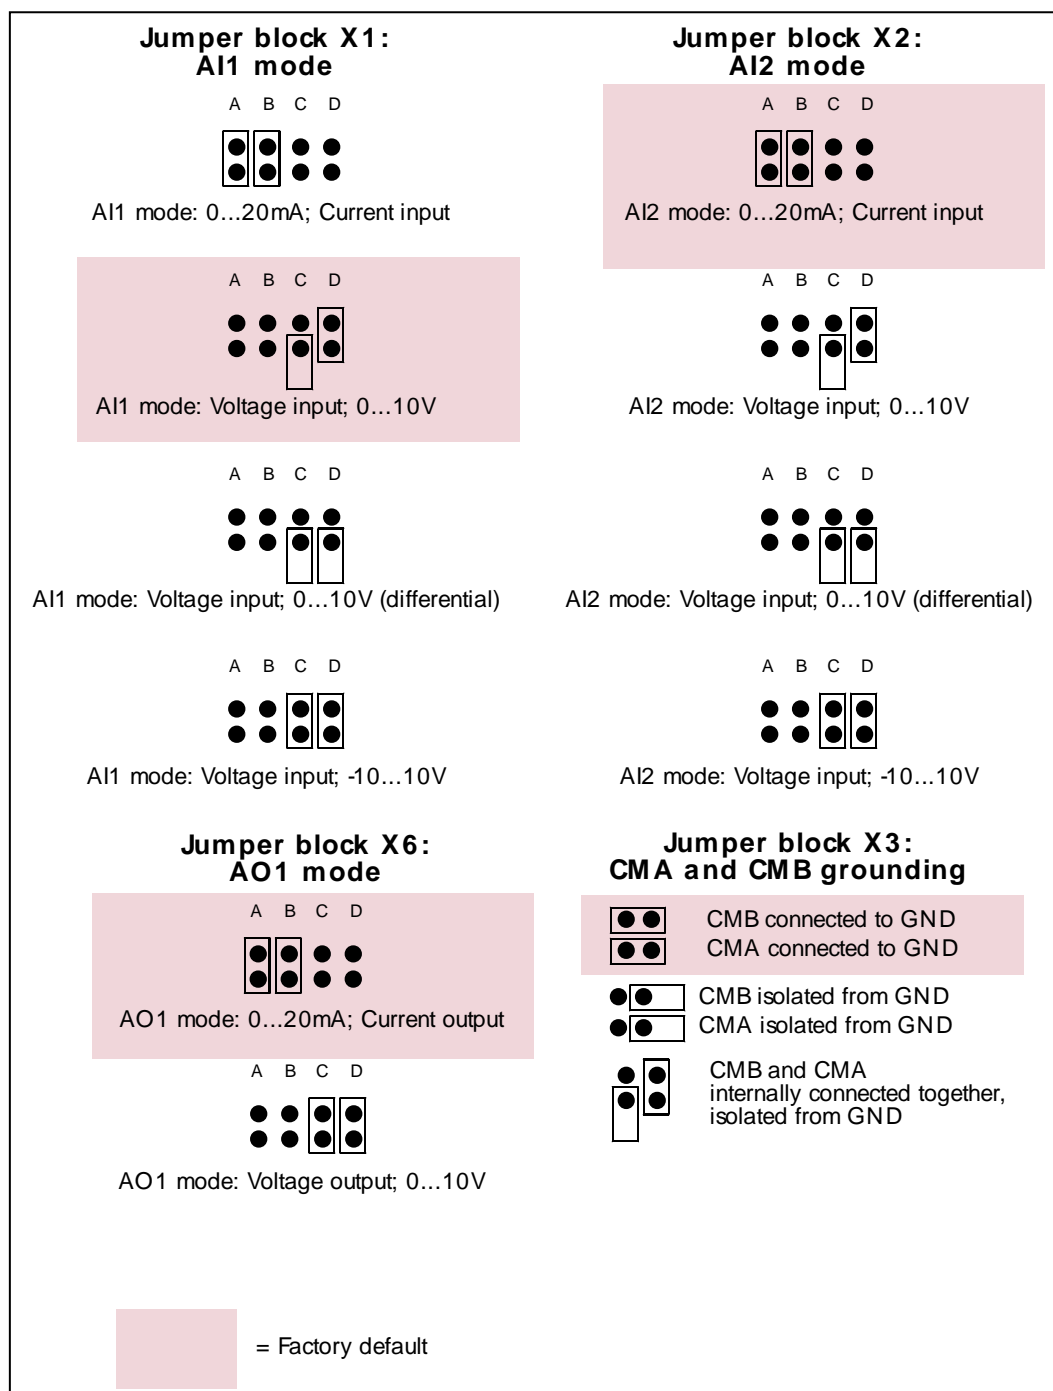 Jumper block X1:
AI1 mode
A B C D
AI1 mode: 0...20mA; Current input
A B C D
AI1 mode: Voltage input; 0...10V
A B C D
AI1 mode: Voltage input; 0...10V (differential)
A B C D
AI1 mode: Voltage input; -10...10V
Jumper block X2:
AI2 mode
A B C D
AI2 mode: 0...20mA; Current input
A B C D
AI2 mode: Voltage input; 0...10V
A B C D
AI2 mode: Voltage input; 0...10V (differential)
A B C D
AI2 mode: Voltage input; -10...10V
Jumper block X6:
AO1 mode
A B C D
AO1 mode: 0...20mA; Current output
A B C D
AO1 mode: Voltage output; 0...10V
Jumper block X3:
CMA and CMB grounding
CMB connected to GND
CMA connected to GND
CMB isolated from GND
CMA isolated from GND
CMB and CMA
internally connected together,
isolated from GND
= Factory default